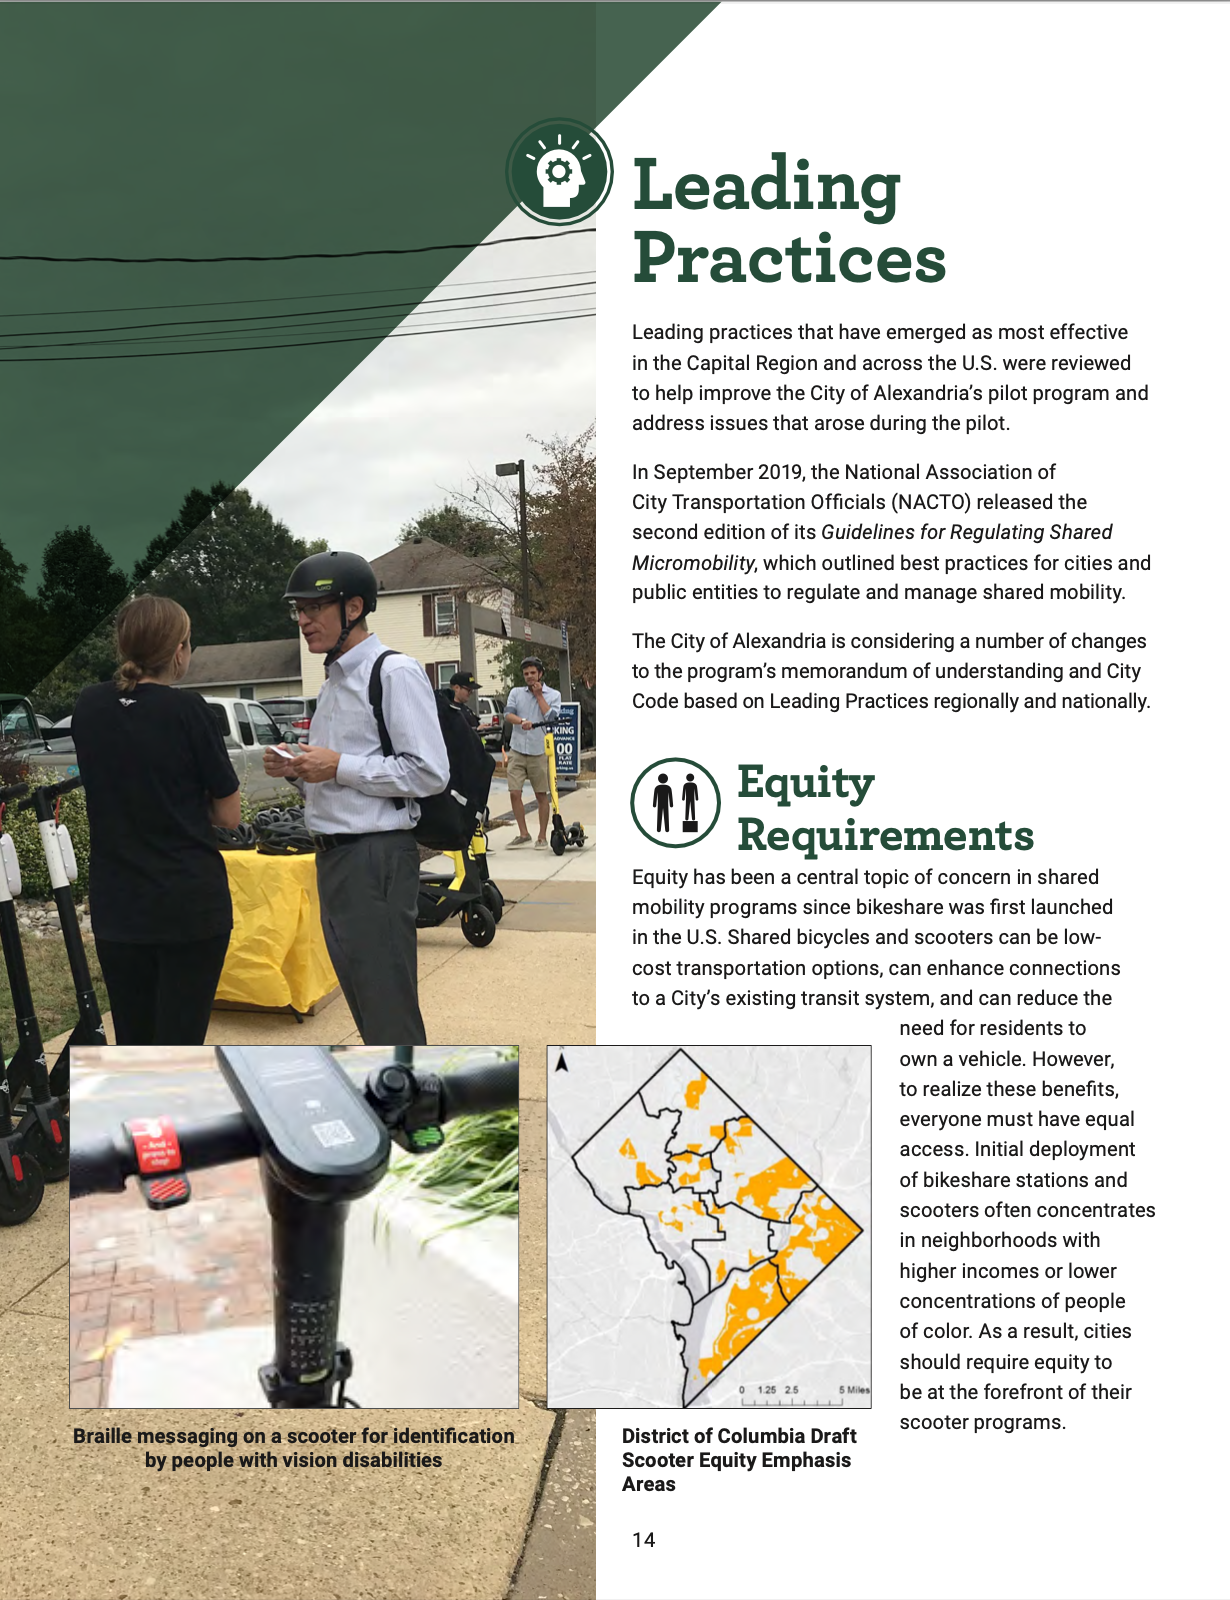 Leading
Practices
Leading practices that have emerged as most effective
in the Capital Region and across the U.S. were reviewed
to help improve the City of Alexandria's pilot program and
address issues that arose during the pilot.
In September 2019, the National Association of
City Transportation Officials (NACTO) released the
second edition of its Guidelines for Regulating Shared
Micromobility, which outlined best practices for cities and
public entities to regulate and manage shared mobility.
The City of Alexandria is considering a number of changes
to the program's memorandum of understanding and City
Code based on Leading Practices regionally and nationally.
KING
00
FLAT
RATE
Equity
Requirements
Equity has been a central topic of concern in shared
mobility programs since bikeshare was first launched
in the U.S. Shared bicycles and scooters can be low-
cost transportation options, can enhance connections
to a City's existing transit system, and can reduce the
need for residents to
own a vehicle. However,
to realize these benefits,
everyone must have equal
access. Initial deployment
of bikeshare stations and
scooters often concentrates
in neighborhoods with
higher incomes or lower
concentrations of people
of color. As a result, cities
should require equity to
be at the forefront of their
scooter programs.
0 1.25 2.5 5 Miles
Braille messaging on a scooter for identification
by people with vision disabilities
District of Columbia Draft
Scooter Equity Emphasis
Areas
14